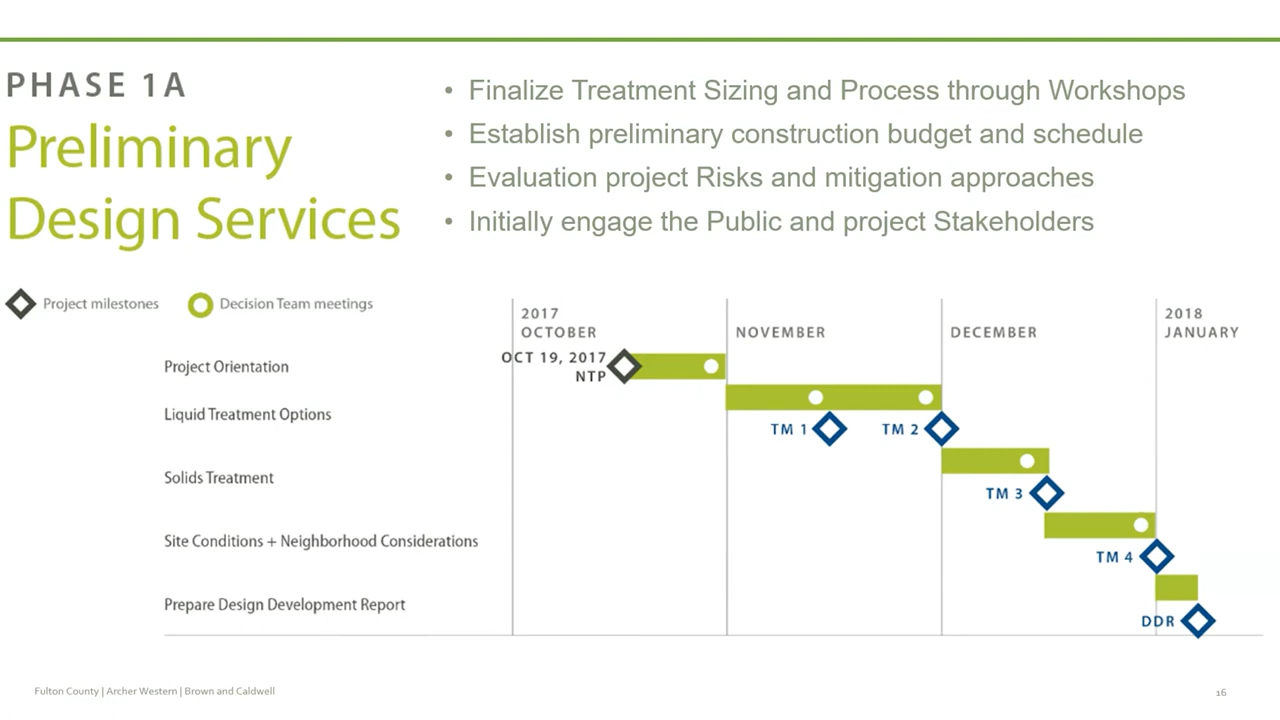 PHASE 1A
Preliminary
Design Services
• Finalize Treatment Sizing and Process through Workshops
• Establish preliminary construction budget and schedule
• Evaluation project Risks and mitigation approaches
• Initially engage the Public and project Stakeholders
Project milestones
Decision Team meetings
2017
OCTOBER
NOVEMBER
DECEMBER
2018
JANUARY
Project Orientation
OCT 19, 2017
NTP
Liquid Treatment Options
TM 1
TM 2
Solids Treatment
TM 3
Site Conditions + Neighborhood Considerations
TM 4
Prepare Design Development Report
DDR
Fulton County | Archer Western | Brown and Caldwell
16